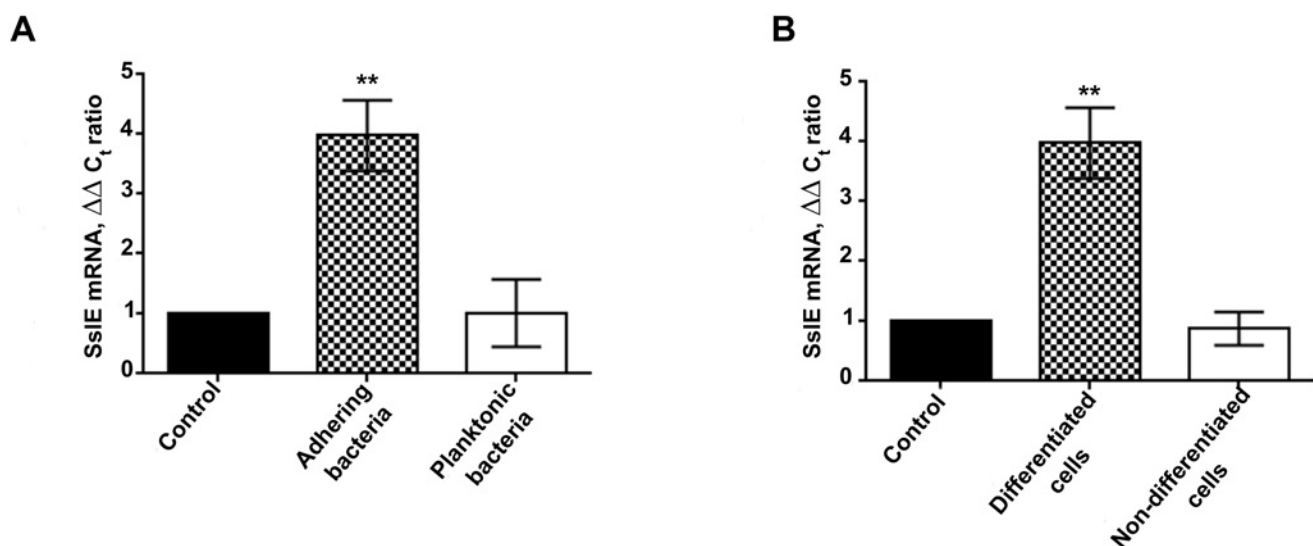 A
SslE mRNA, ΔΔ Ct ratio
5
4
3
2
1
0
**
Control
Adhering
bacteria
Planktonic
bacteria
B
SslE mRNA, ΔΔ Ct ratio
5
4
3
2
1
0
**
Control
Differentiated
cells
Non-differentiated
cells